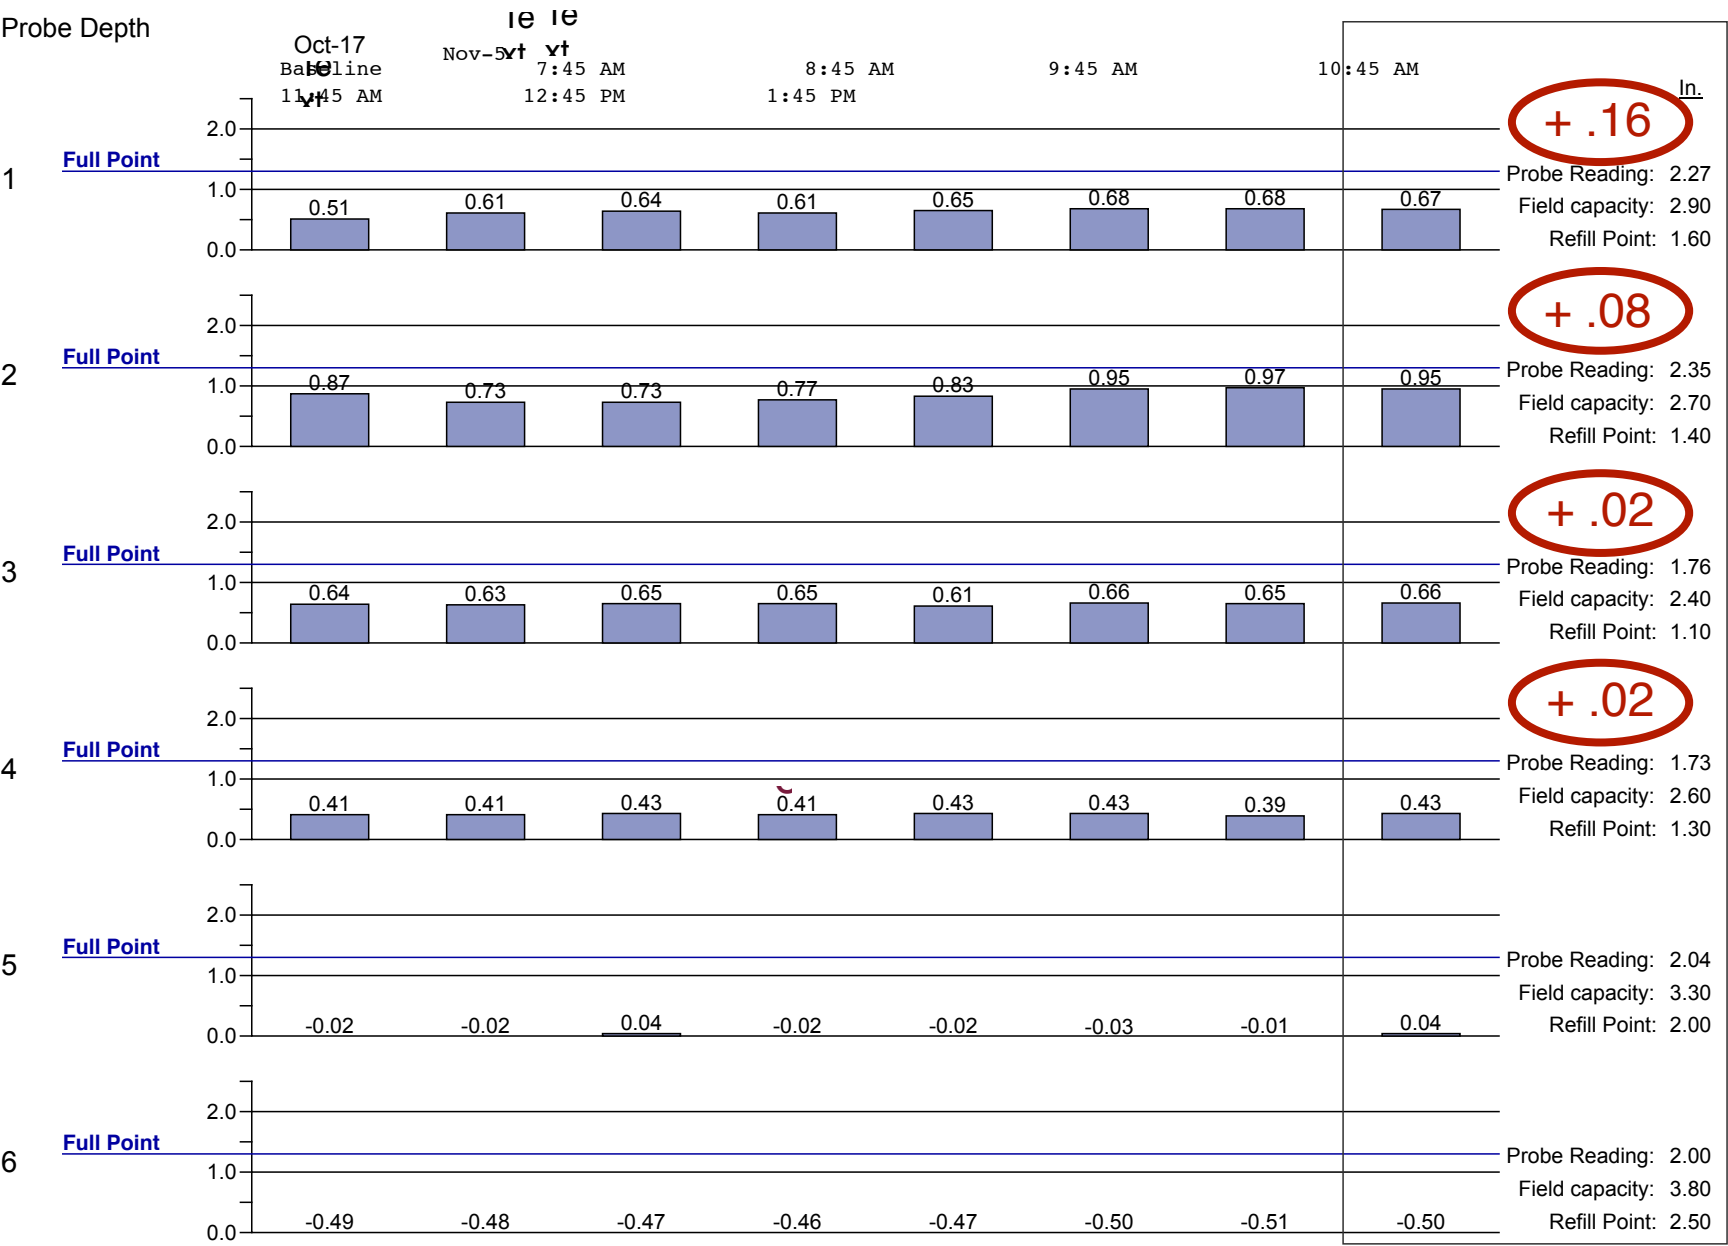 Probe Depth
Te Te
xt xt
Oct-17
Nov-5
Te
xt
Baseline 7:45 AM 8:45 AM 9:45 AM 10:45 AM
11:45 AM 12:45 PM 1:45 PM
In.
+ .16
2.0
Full Point
1
1.0
0.51 0.61 0.64 0.61 0.65 0.68 0.68 0.67
0.0
Probe Reading: 2.27
Field capacity: 2.90
Refill Point: 1.60
+ .08
2.0
Full Point
2
1.0
0.87 0.73 0.73 0.77 0.83 0.95 0.97 0.95
0.0
Probe Reading: 2.35
Field capacity: 2.70
Refill Point: 1.40
+ .02
2.0
Full Point
3
1.0
0.64 0.63 0.65 0.65 0.61 0.66 0.65 0.66
0.0
Probe Reading: 1.76
Field capacity: 2.40
Refill Point: 1.10
+ .02
2.0
Full Point
4
1.0
0.41 0.41 0.43 0.41 0.43 0.43 0.39 0.43
0.0
Probe Reading: 1.73
Field capacity: 2.60
Refill Point: 1.30
2.0
Full Point
5
1.0
-0.02 -0.02 0.04 -0.02 -0.02 -0.03 -0.01 0.04
0.0
Probe Reading: 2.04
Field capacity: 3.30
Refill Point: 2.00
2.0
Full Point
6
1.0
-0.49 -0.48 -0.47 -0.46 -0.47 -0.50 -0.51 -0.50
0.0
Probe Reading: 2.00
Field capacity: 3.80
Refill Point: 2.50